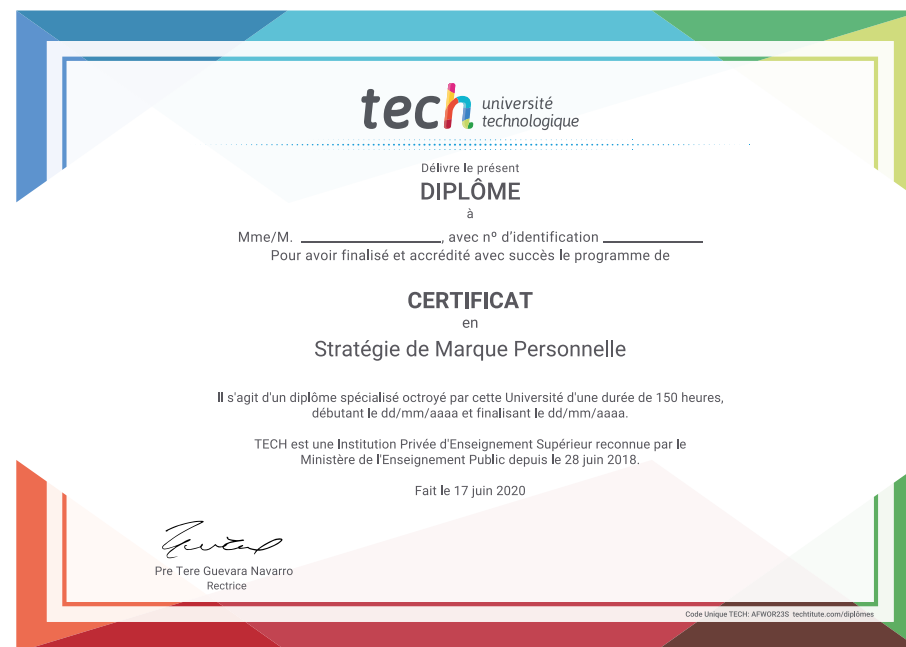 tech université
technologique
Délivre le présent
DIPLÔME
à
Mme/M. ____________________, avec nº d'identification ______________
Pour avoir finalisé et accrédité avec succès le programme de
CERTIFICAT
en
Stratégie de Marque Personnelle
Il s'agit d'un diplôme spécialisé octroyé par cette Université d'une durée de 150 heures,
débutant le dd/mm/aaaa et finalisant le dd/mm/aaaa.
TECH est une Institution Privée d'Enseignement Supérieur reconnue par le
Ministère de l'Enseignement Public depuis le 28 juin 2018.
Fait le 17 juin 2020
Pre Tere Guevara Navarro
Rectrice
Code Unique TECH: AFWOR23S techtitute.com/diplômes